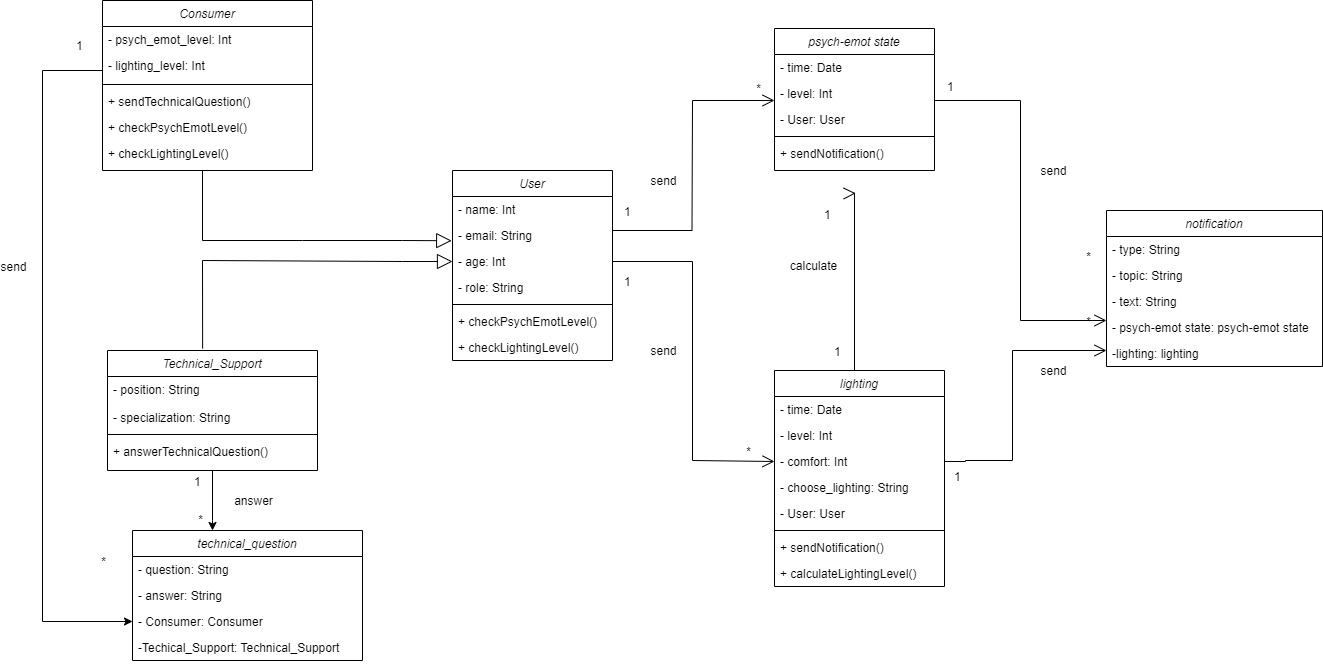 Consumer
- psych_emot_level: Int
- lighting_level: Int
+ sendTechnicalQuestion()
+ checkPsychEmotLevel()
+ checkLightingLevel()
1
send
User
- name: Int
- email: String
- age: Int
- role: String
+ checkPsychEmotLevel()
+ checkLightingLevel()
Technical_Support
- position: String
- specialization: String
+ answerTechnicalQuestion()
1
answer
*
*
technical_question
- question: String
- answer: String
- Consumer: Consumer
-Techical_Support: Technical_Support
send
1
*
1
send
*
psych-emot state
- time: Date
- level: Int
- User: User
+ sendNotification()
1
send
*
*
1
calculate
1
lighting
- time: Date
- level: Int
- comfort: Int
- choose_lighting: String
- User: User
+ sendNotification()
+ calculateLightingLevel()
1
send
notification
- type: String
- topic: String
- text: String
- psych-emot state: psych-emot state
-lighting: lighting